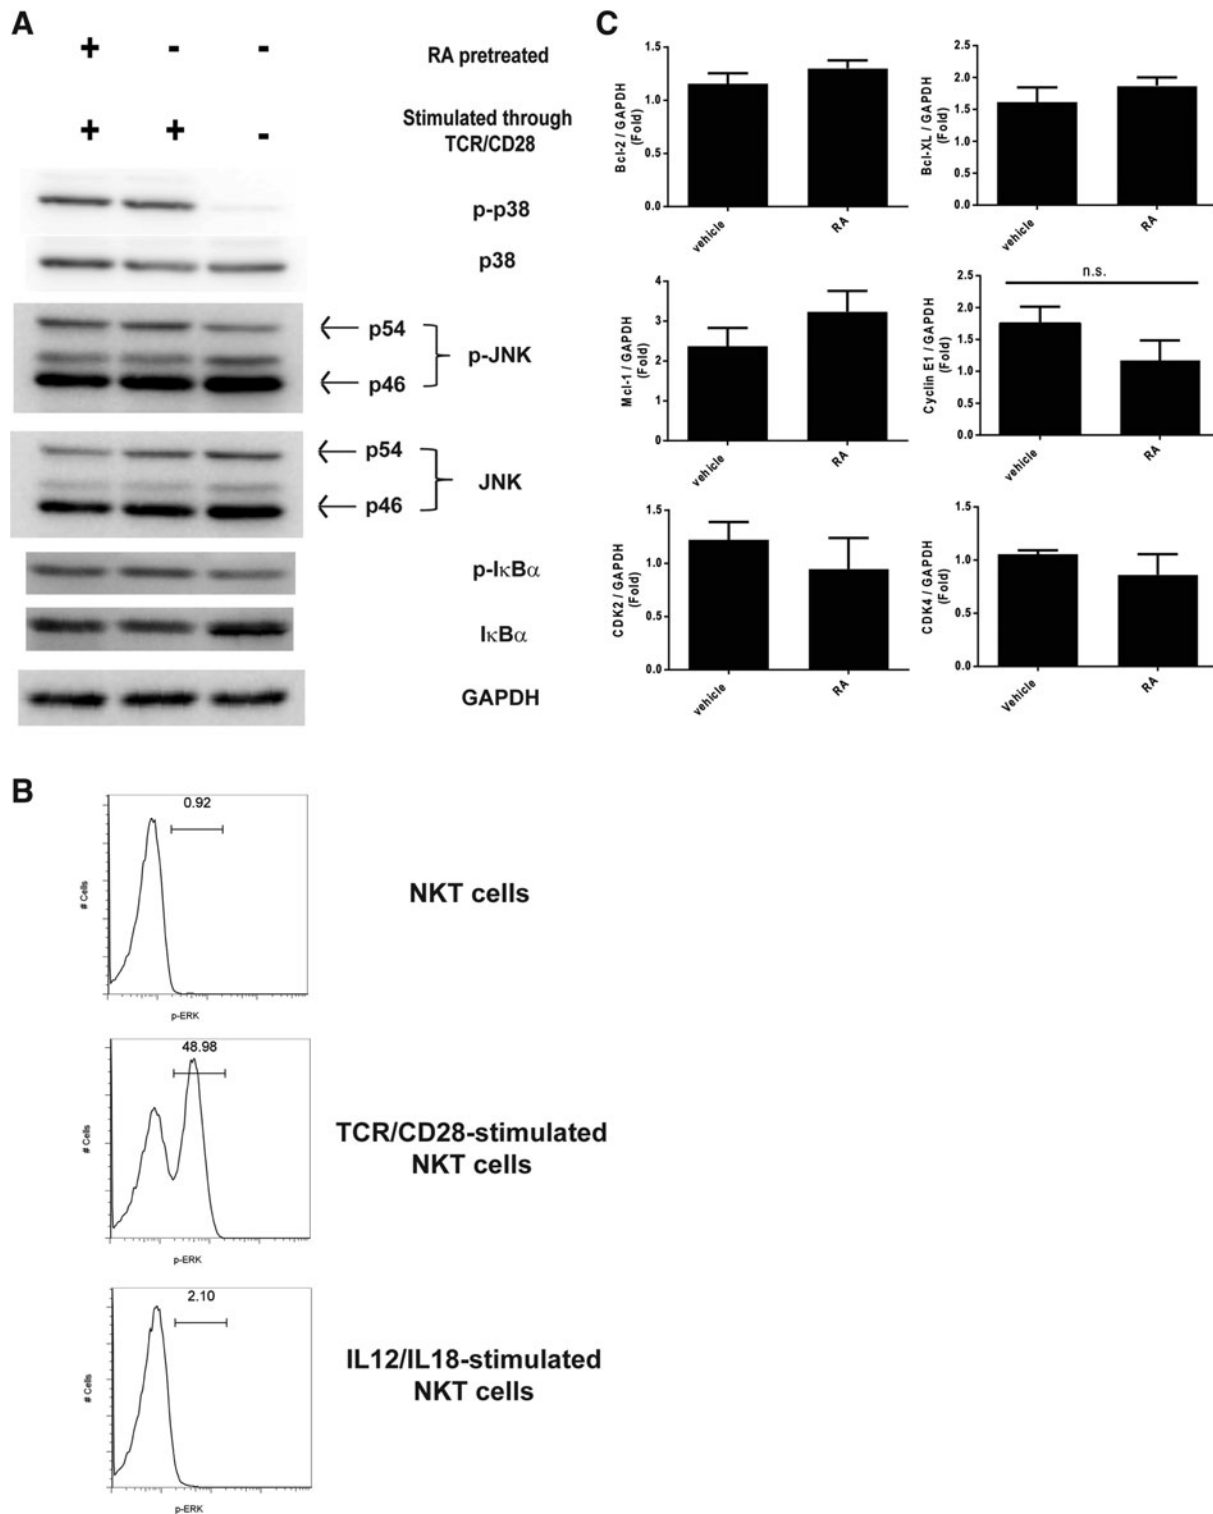 A
+ - -
RA pretreated
+ + -
Stimulated through
TCR/CD28
p-p38
p38
p54
p-JNK
p46
p54
JNK
p46
p-IκBα
IκBα
GAPDH
B
0.92
# Cells
p-ERK
NKT cells
48.98
# Cells
p-ERK
TCR/CD28-stimulated
NKT cells
2.10
# Cells
p-ERK
IL12/IL18-stimulated
NKT cells
C
Bcl-2 / GAPDH
(Fold)
1.5
1.0
0.5
0.0
vehicle
RA
Bcl-XL / GAPDH
(Fold)
2.5
2.0
1.5
1.0
0.5
0.0
vehicle
RA
Mcl-1 / GAPDH
(Fold)
4
3
2
1
0
vehicle
RA
Cyclin E1 / GAPDH
(Fold)
2.5
2.0
1.5
1.0
0.5
0.0
n.s.
vehicle
RA
CDK2 / GAPDH
(Fold)
1.5
1.0
0.5
0.0
vehicle
RA
CDK4 / GAPDH
(Fold)
1.5
1.0
0.5
0.0
Vehicle
RA